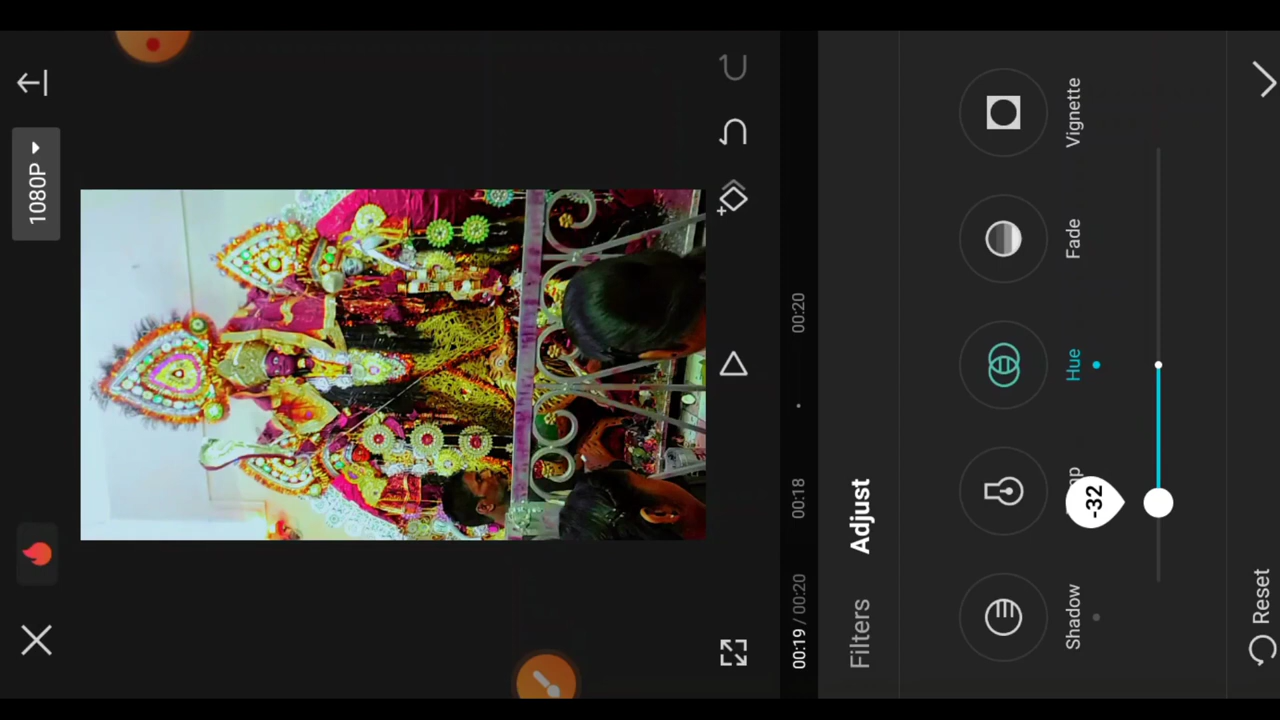 1080P
00:19 / 00:20
00:18
00:20
Filters
Adjust
Shadow
Hue
Fade
Vignette
-32
Reset